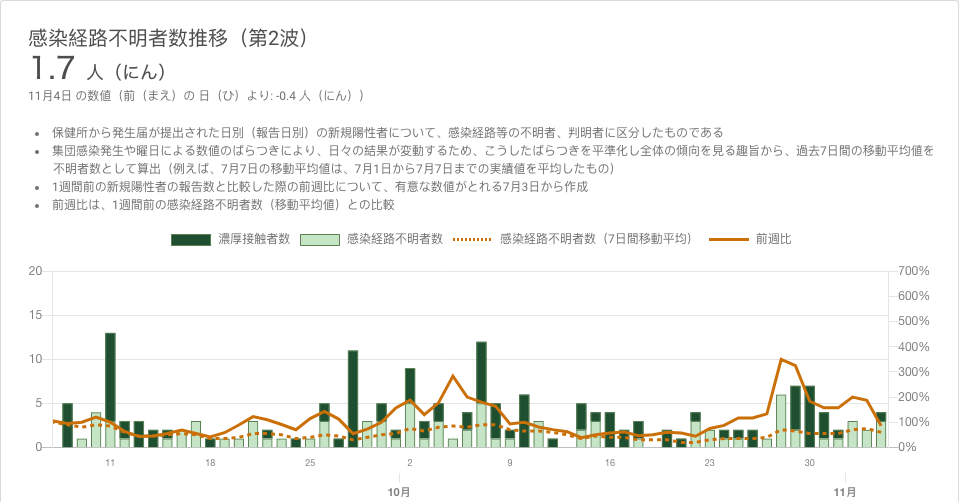 感染経路不明者数推移（第2波）
1.7 人（にん）
11月4日 の数値（前（まえ）の 日（ひ）より: -0.4 人（にん））
• 保健所から発生届が提出された日別（報告日別）の新規陽性者について、感染経路等の不明者、判明者に区分したものである
• 集団感染発生や曜日による数値のばらつきにより、日々の結果が変動するため、こうしたばらつきを平準化し全体の傾向を見る趣旨から、過去7日間の移動平均値を
不明者数として算出（例えば、7月7日の移動平均値は、7月1日から7月7日までの実績値を平均したもの）
• 1週間前の新規陽性者の報告数と比較した際の前週比について、有意な数値がとれる7月3日から作成
• 前週比は、1週間前の感染経路不明者数（移動平均値）との比較
濃厚接触者数 感染経路不明者数 感染経路不明者数（7日間移動平均） 前週比
20 700%
600%
15
500%
400%
10
300%
5 200%
100%
0 0%
11 18 25 2 9 16 23 30
10月 11月